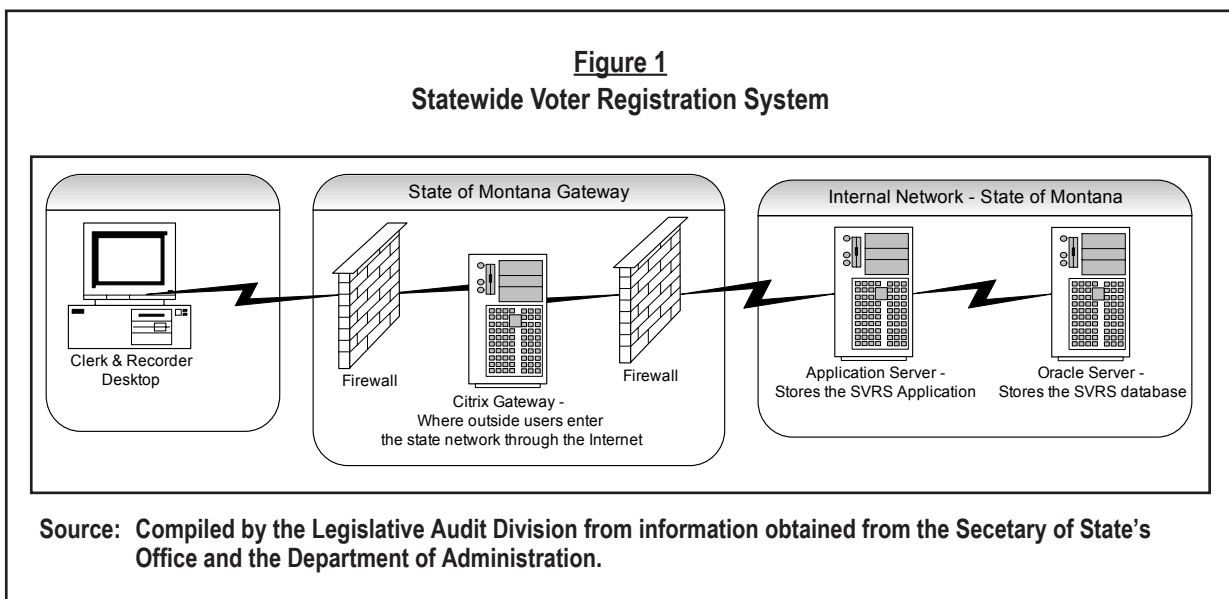 Figure 1
Statewide Voter Registration System
State of Montana Gateway
Internal Network - State of Montana
Clerk & Recorder
Desktop
Firewall
Citrix Gateway -
Where outside users enter
the state network through the Internet
Firewall
Application Server -
Stores the SVRS Application
Oracle Server -
Stores the SVRS database
Source: Compiled by the Legislative Audit Division from information obtained from the Secetary of State's
Office and the Department of Administration.